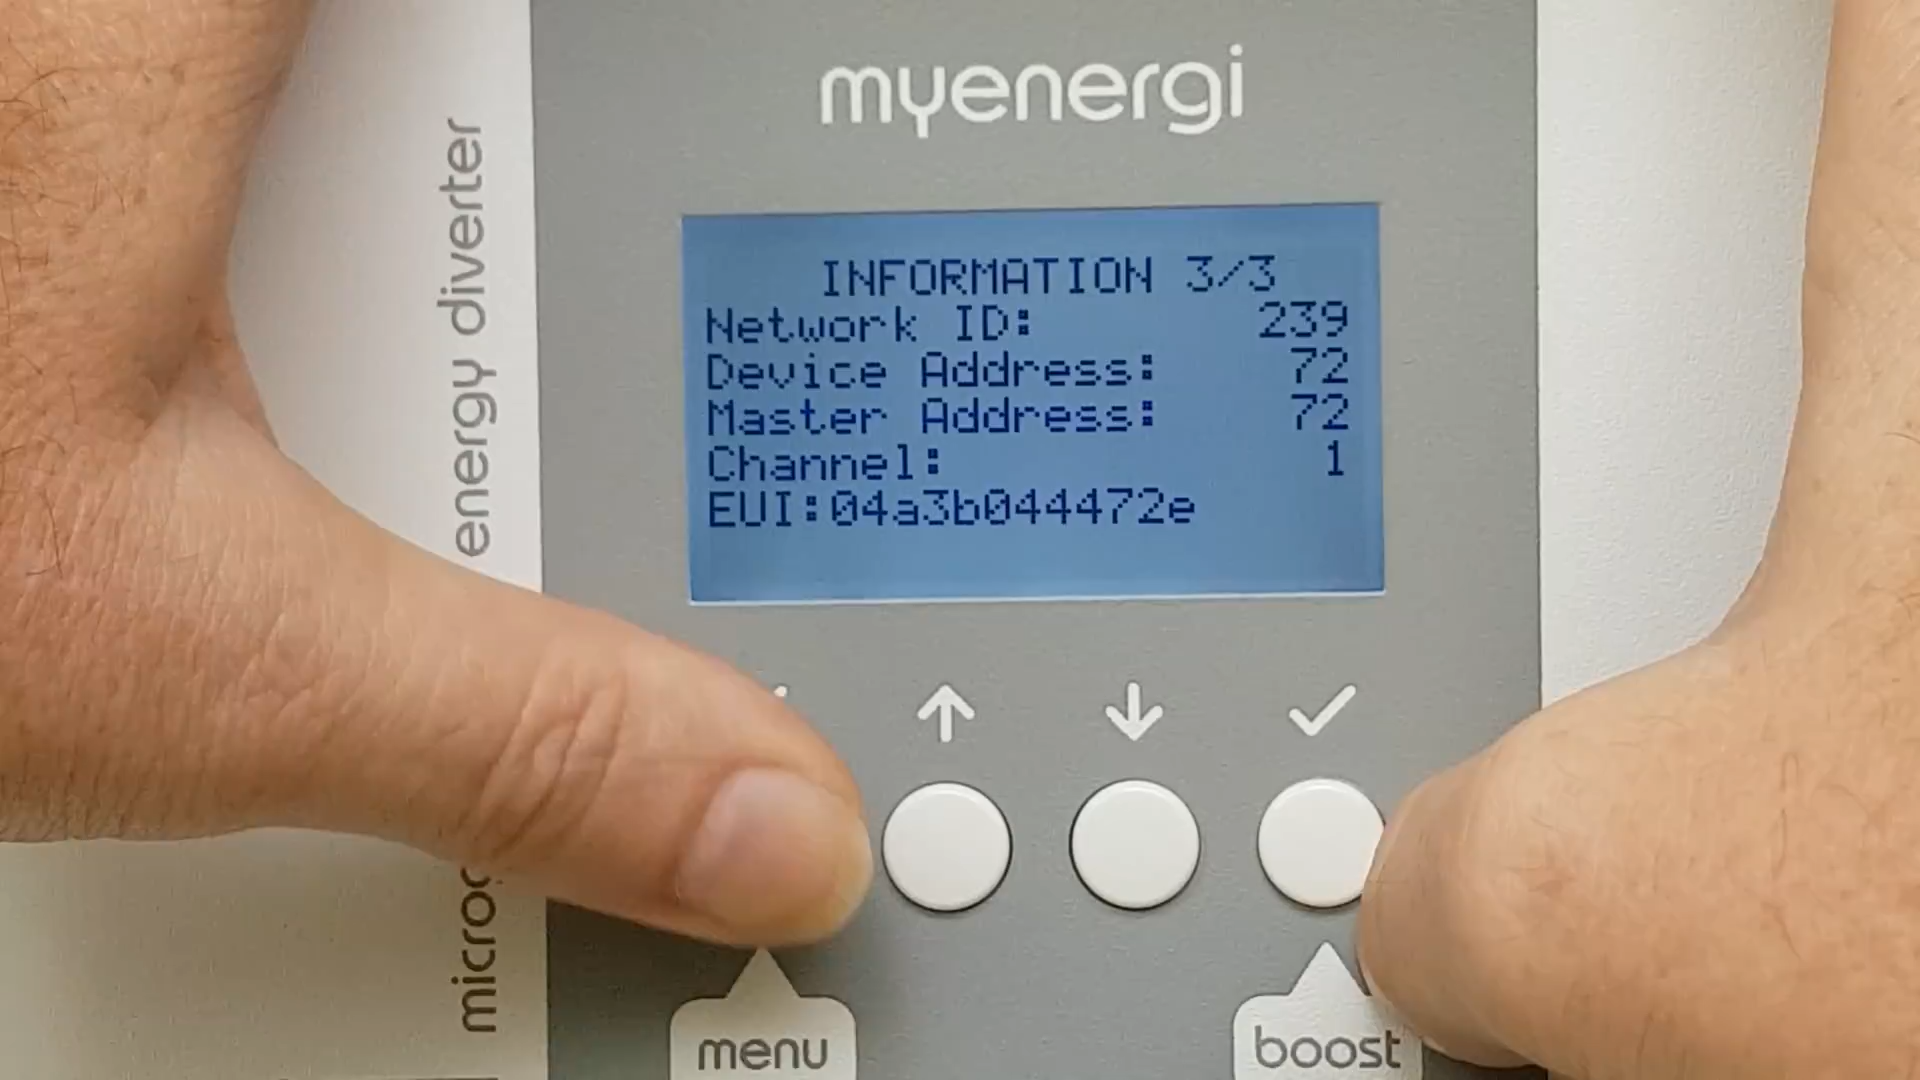 myenergi
energy diverter
INFORMATION 3/3
Network ID: 239
Device Address: 72
Master Address: 72
Channel: 1
EUI:04a3b044472e
menu
boost